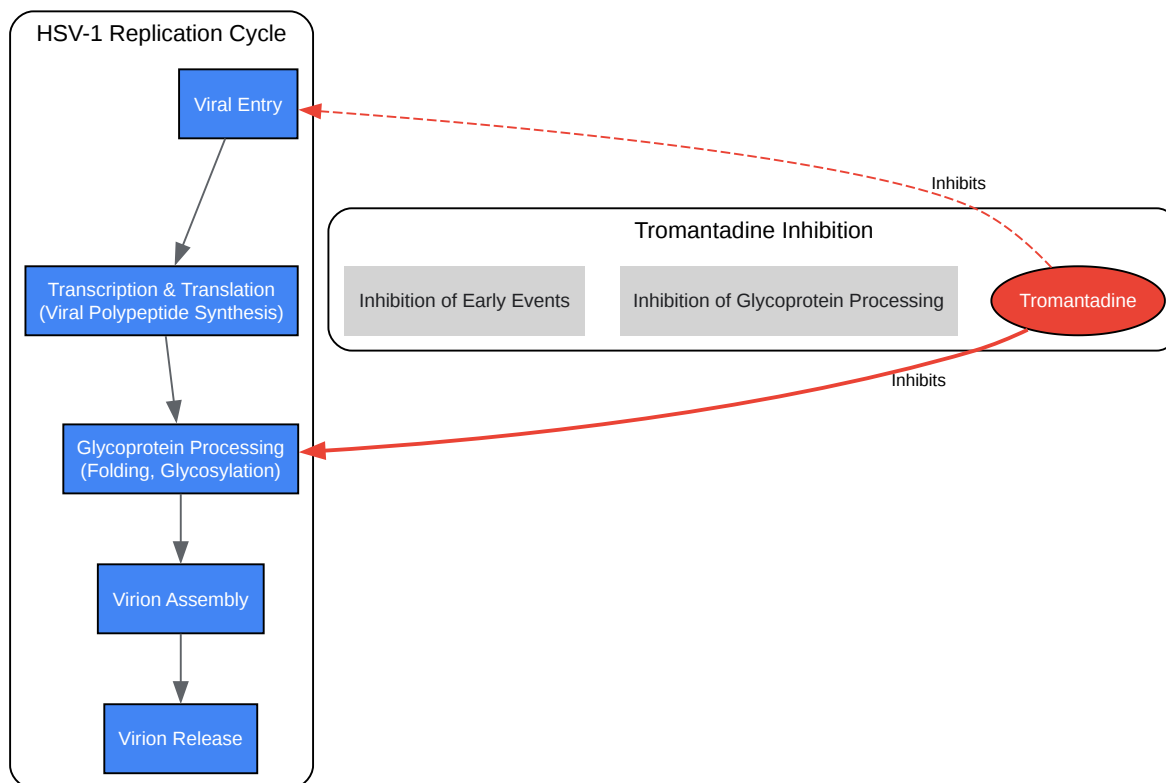 HSV-1 Replication Cycle
Viral Entry
Inhibits
Tromantadine Inhibition
Transcription & Translation
(Viral Polypeptide Synthesis)
Inhibition of Early Events
Inhibition of Glycoprotein Processing
Tromantadine
Inhibits
Glycoprotein Processing
(Folding, Glycosylation)
Virion Assembly
Virion Release